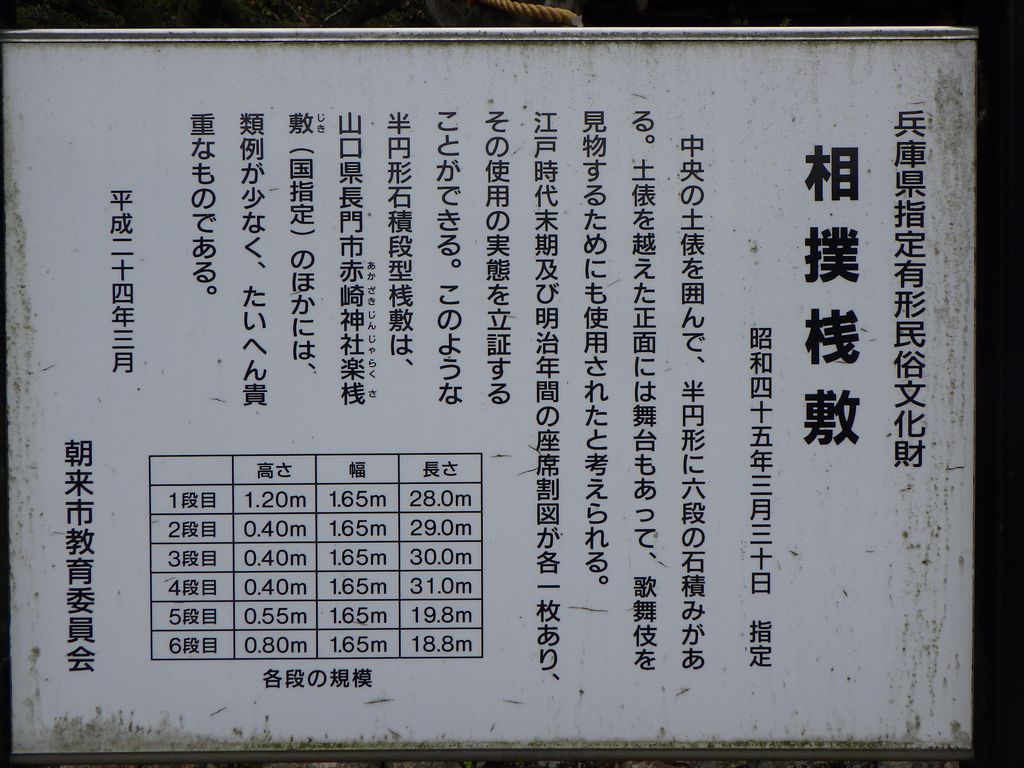 兵庫県指定有形民俗文化財
相撲桟敷
昭和四十五年三月三十日 指定
中央の土俵を囲んで、半円形に六段の石積みがあ
る。土俵を越えた正面には舞台もあって、歌舞伎を
見物するためにも使用されたと考えられる。
江戸時代末期及び明治年間の座席割図が各一枚あり、
その使用の実態を立証する
ことができる。このような
半円形石積段型桟敷は、
山口県長門市赤崎神社楽桟
あかざきじんじゃらくさ
敷(国指定)のほかには、
じき
類例が少なく、たいへん貴
重なものである。
平成二十四年三月
朝来市教育委員会
高さ 幅 長さ
1段目 1.20m 1.65m 28.0m
2段目 0.40m 1.65m 29.0m
3段目 0.40m 1.65m 30.0m
4段目 0.40m 1.65m 31.0m
5段目 0.55m 1.65m 19.8m
6段目 0.80m 1.65m 18.8m
各段の規模